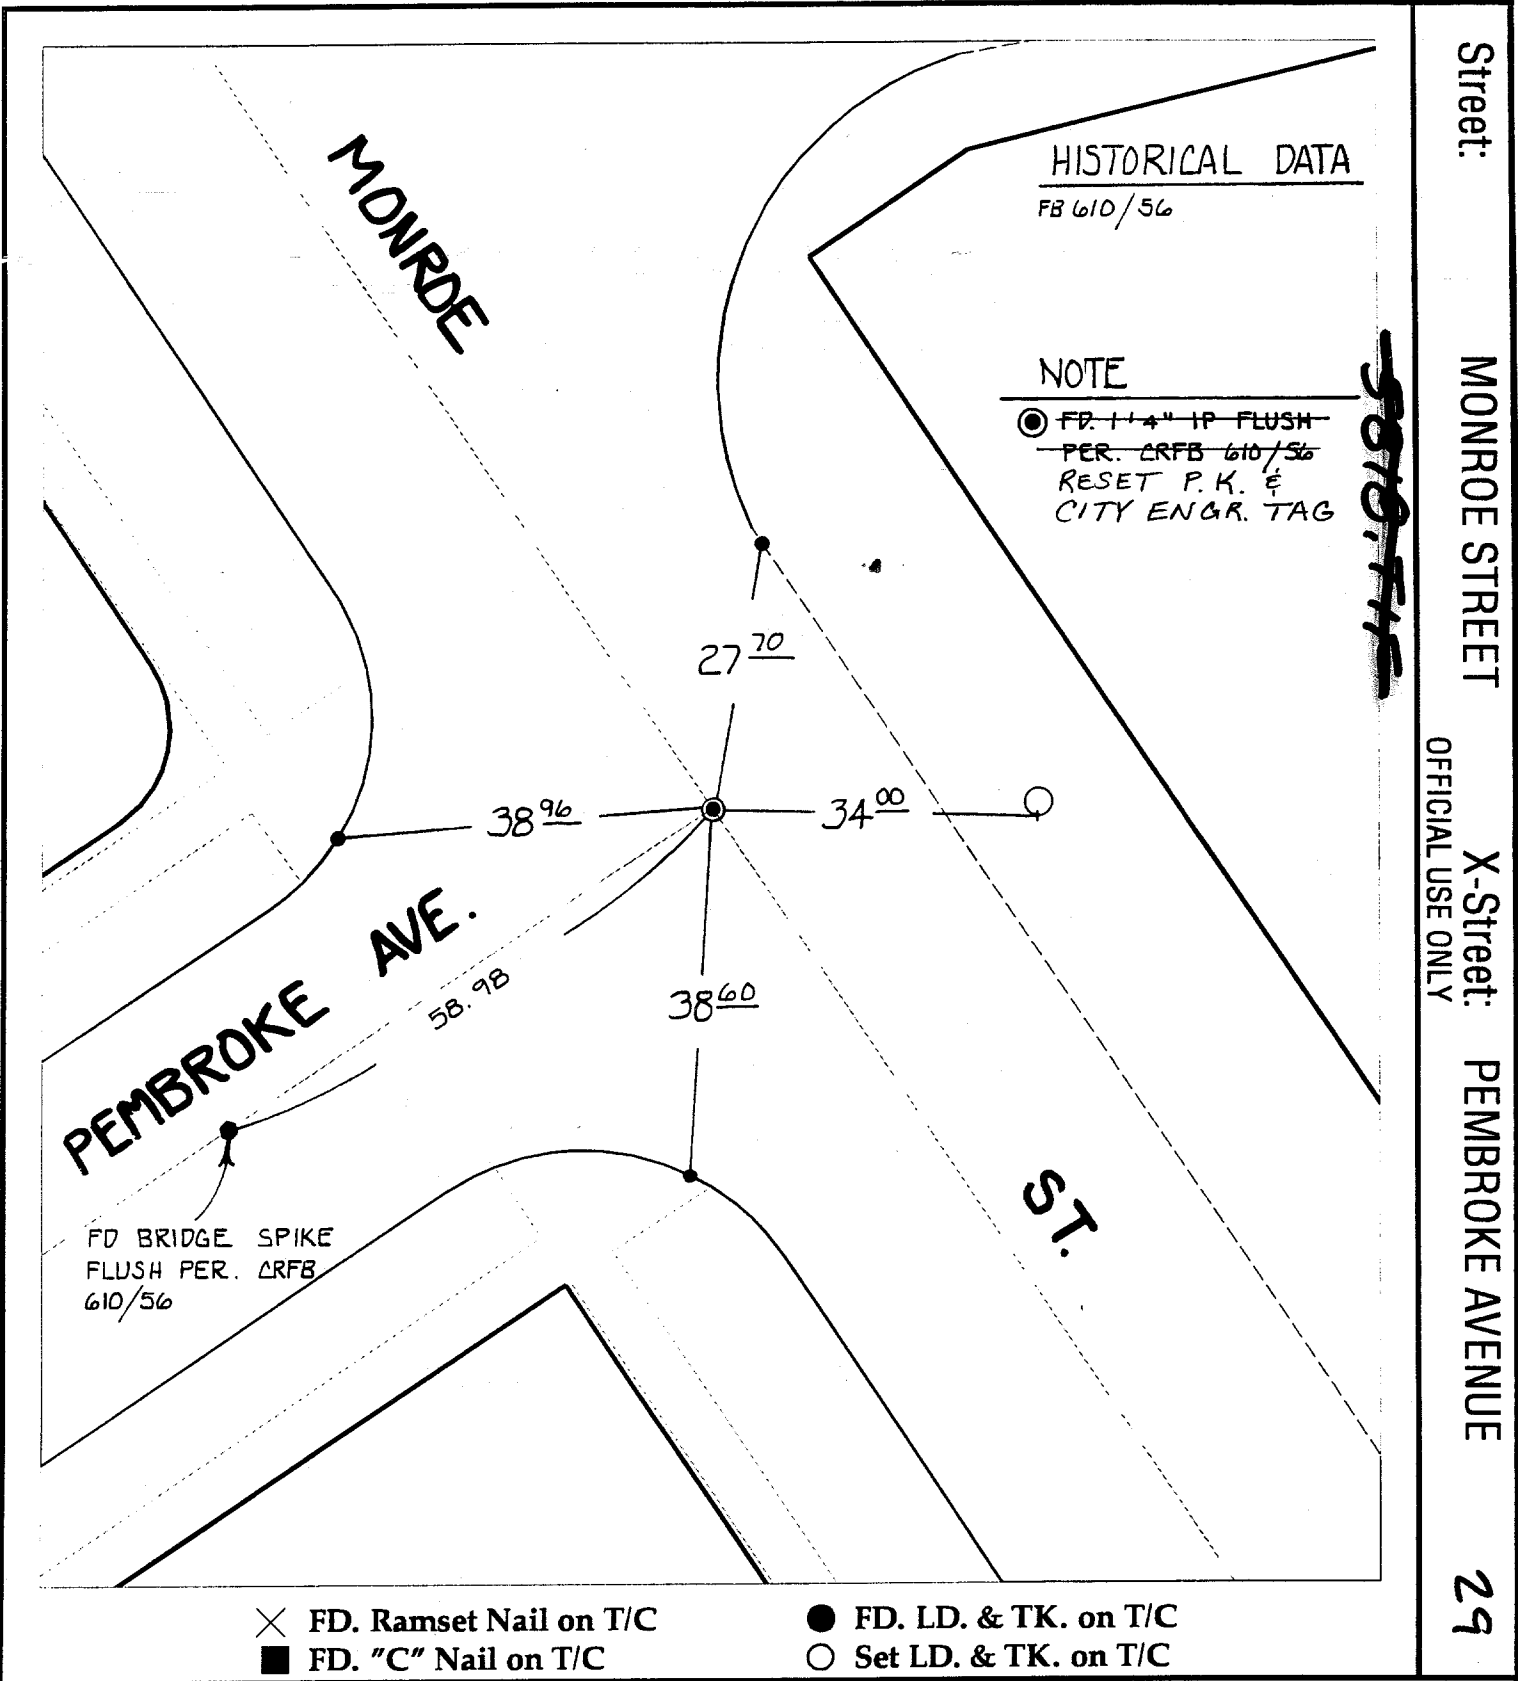 MONROE
HISTORICAL DATA
FB 610/56
NOTE
FD. 1'4" IP FLUSH
PER. CRFB 610/56
RESET P.K. &
CITY ENGR. TAG
27 70
38 96
34 00
PEMBROKE AVE.
58.98
38 60
FD BRIDGE SPIKE
FLUSH PER. CRFB
610/56
ST.
FD. Ramset Nail on T/C
FD. "C" Nail on T/C
FD. LD. & TK. on T/C
Set LD. & TK. on T/C
Street: MONROE STREET X-Street: PEMBROKE AVENUE 29
OFFICIAL USE ONLY